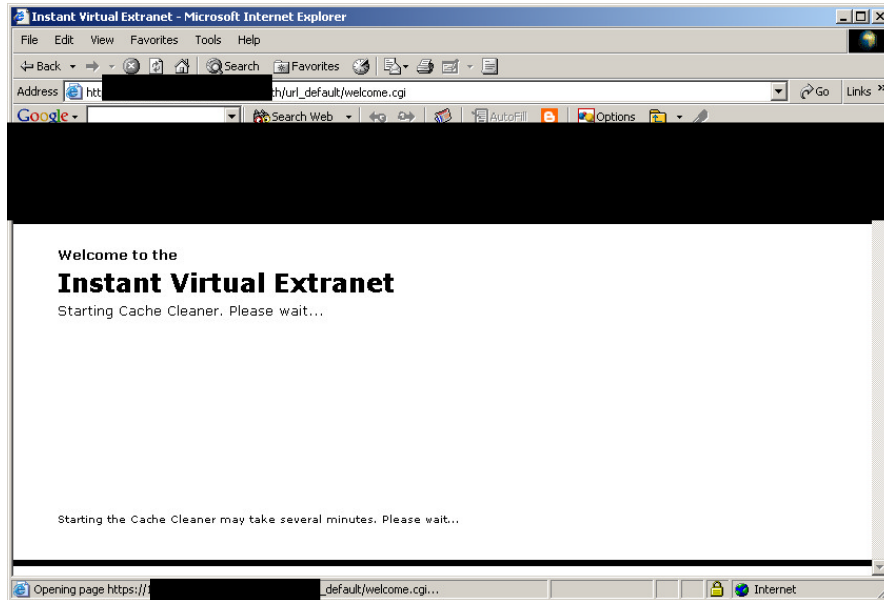 Instant Virtual Extranet - Microsoft Internet Explorer
File Edit View Favorites Tools Help
Back Search Favorites
Address htt th/url_default/welcome.cgi Go Links »
Google Search Web AutoFill Options
Welcome to the
Instant Virtual Extranet
Starting Cache Cleaner. Please wait...
Starting the Cache Cleaner may take several minutes. Please wait...
Opening page https:// _default/welcome.cgi... Internet